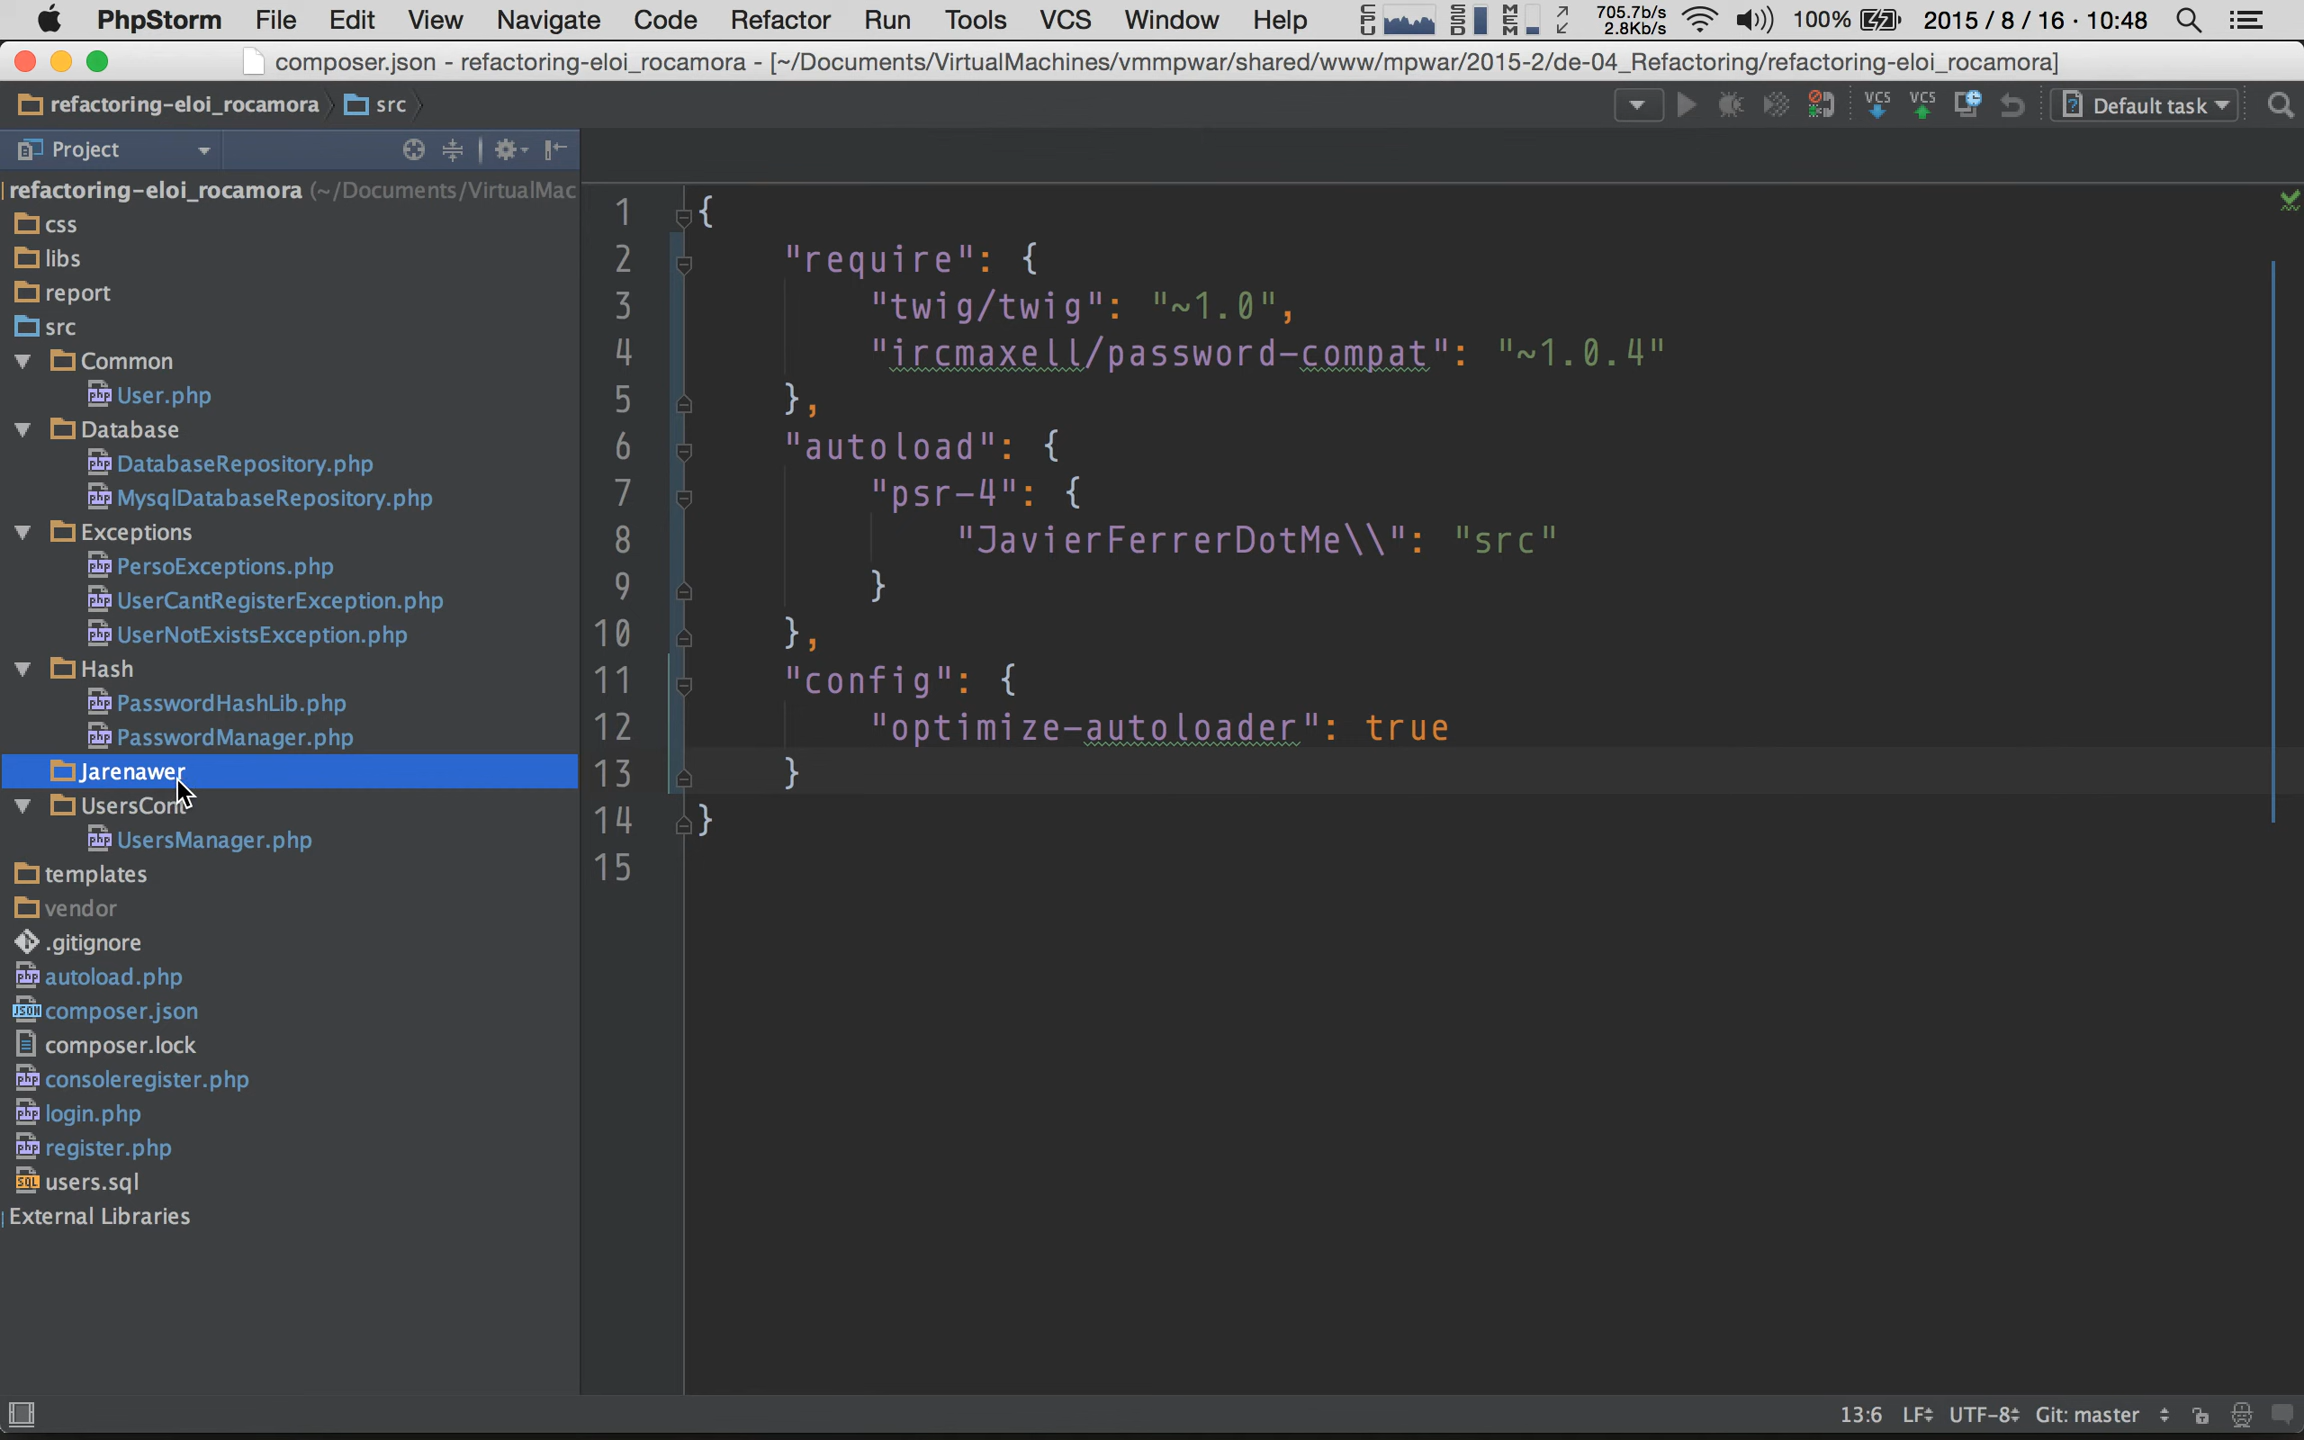 PhpStorm File Edit View Navigate Code Refactor Run Tools VCS Window Help CPU SSD MEM 705.7b/s 2.8Kb/s 100% 2015 / 8 / 16 · 10:48
composer.json - refactoring-eloi_rocamora - [~/Documents/VirtualMachines/vmmpwar/shared/www/mpwar/2015-2/de-04_Refactoring/refactoring-eloi_rocamora]
refactoring-eloi_rocamora src VCS VCS Default task
Project
refactoring-eloi_rocamora (~/Documents/VirtualMac
css
libs
report
src
Common
User.php
Database
DatabaseRepository.php
MysqlDatabaseRepository.php
Exceptions
PersoExceptions.php
UserCantRegisterException.php
UserNotExistsException.php
Hash
PasswordHashLib.php
PasswordManager.php
Jarenawer
UsersCont
UsersManager.php
templates
vendor
.gitignore
autoload.php
composer.json
composer.lock
consoleregister.php
login.php
register.php
users.sql
External Libraries
1 {
2 "require": {
3 "twig/twig": "~1.0",
4 "ircmaxell/password-compat": "~1.0.4"
5 },
6 "autoload": {
7 "psr-4": {
8 "JavierFerrerDotMe\\": "src"
9 }
10 },
11 "config": {
12 "optimize-autoloader": true
13 }
14 }
15
13:6 LF UTF-8 Git: master